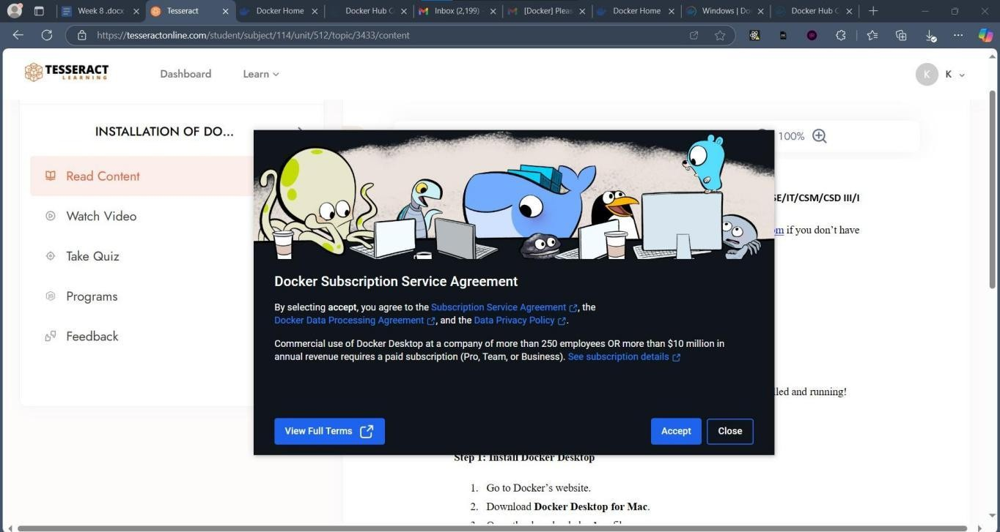 Week 8 .docx
Tesseract
Docker Home
Docker Hub C
Inbox (2,199)
[Docker] Pleas
Docker Home
Windows | Do
Docker Hub C
https://tesseractonline.com/student/subject/114/unit/512/topic/3433/content
TESSERACT
LEARNING
Dashboard
Learn
K
K
INSTALLATION OF DO...
100%
Read Content
Watch Video
Take Quiz
Programs
Feedback
SE/IT/CSM/CSD III/I
om if you don't have
Docker Subscription Service Agreement
By selecting accept, you agree to the Subscription Service Agreement, the
Docker Data Processing Agreement, and the Data Privacy Policy.
Commercial use of Docker Desktop at a company of more than 250 employees OR more than $10 million in
annual revenue requires a paid subscription (Pro, Team, or Business). See subscription details
lled and running!
View Full Terms
Accept
Close
Step 1: Install Docker Desktop
1. Go to Docker's website.
2. Download Docker Desktop for Mac.